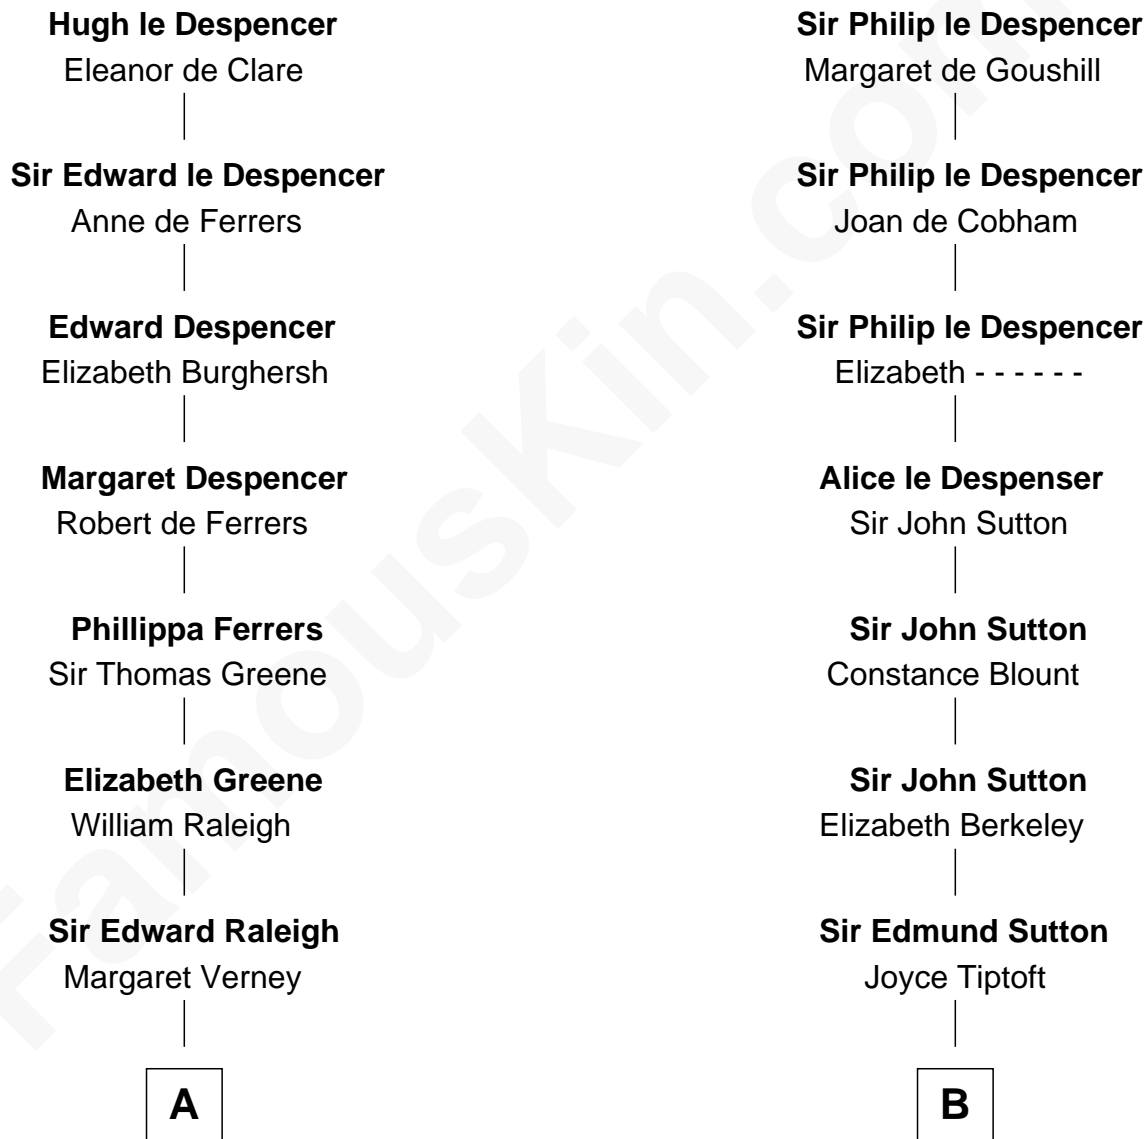 Hugh le Despencer
Eleanor de Clare
Sir Edward le Despencer
Anne de Ferrers
Edward Despencer
Elizabeth Burghersh
Margaret Despencer
Robert de Ferrers
Phillippa Ferrers
Sir Thomas Greene
Elizabeth Greene
William Raleigh
Sir Edward Raleigh
Margaret Verney
A
Sir Philip le Despencer
Margaret de Goushill
Sir Philip le Despencer
Joan de Cobham
Sir Philip le Despencer
Elizabeth - - - - - -
Alice le Despenser
Sir John Sutton
Sir John Sutton
Constance Blount
Sir John Sutton
Elizabeth Berkeley
Sir Edmund Sutton
Joyce Tiptoft
B
FamousKin.com